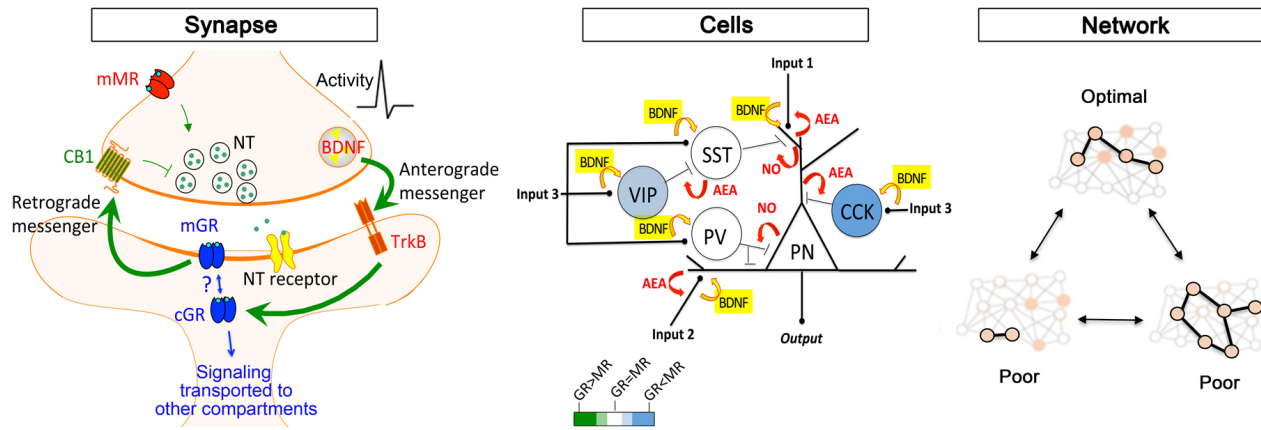 Synapse
mMR
Activity
NT
CB1
BDNF
Anterograde
messenger
Retrograde
messenger
mGR
TrkB
NT receptor
?
cGR
Signaling
transported to
other compartments
Cells
Input 1
BDNF
AEA
BDNF
SST
NO
BDNF
AEA
BDNF
VIP
AEA
CCK
Input 3
Input 3
BDNF
NO
PV
PN
AEA
BDNF
Input 2
Output
GR>MR
GR=MR
GR<MR
Network
Optimal
Poor
Poor